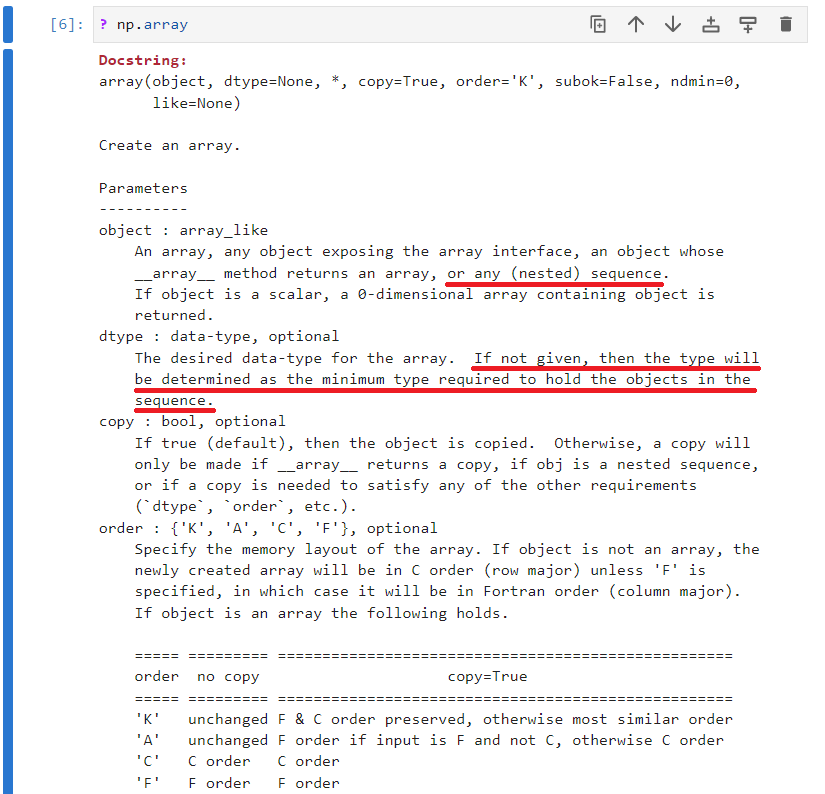 [6]: ? np.array
Docstring:
array(object, dtype=None, *, copy=True, order='K', subok=False, ndmin=0,
      like=None)
Create an array.
Parameters
----------
object : array_like
    An array, any object exposing the array interface, an object whose
    __array__ method returns an array, or any (nested) sequence.
    If object is a scalar, a 0-dimensional array containing object is
    returned.
dtype : data-type, optional
    The desired data-type for the array.  If not given, then the type will
    be determined as the minimum type required to hold the objects in the
    sequence.
copy : bool, optional
    If true (default), then the object is copied.  Otherwise, a copy will
    only be made if __array__ returns a copy, if obj is a nested sequence,
    or if a copy is needed to satisfy any of the other requirements
    (`dtype`, `order`, etc.).
order : {'K', 'A', 'C', 'F'}, optional
    Specify the memory layout of the array. If object is not an array, the
    newly created array will be in C order (row major) unless 'F' is
    specified, in which case it will be in Fortran order (column major).
    If object is an array the following holds.
    ===== ========= ===================================================
    order  no copy                     copy=True
    ===== ========= ===================================================
    'K'   unchanged F & C order preserved, otherwise most similar order
    'A'   unchanged F order if input is F and not C, otherwise C order
    'C'   C order   C order
    'F'   F order   F order